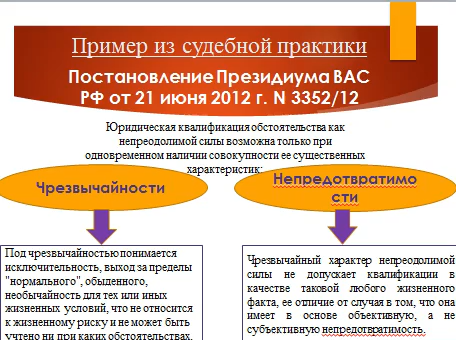 Пример из судебной практики
Постановление Президиума ВАС
РФ от 21 июня 2012 г. N 3352/12
Юридическая квалификация обстоятельства как
непреодолимой силы возможна только при
одновременном наличии совокупности ее существенных
характеристик:
Чрезвычайности
Непредотвратимо
сти
Под чрезвычайностью понимается
исключительность, выход за пределы
"нормального", обыденного,
необычайность для тех или иных
жизненных условий, что не относится
к жизненному риску и не может быть
учтено ни при каких обстоятельствах.
Чрезвычайный характер непреодолимой
силы не допускает квалификации в
качестве таковой любого жизненного
факта, ее отличие от случая в том, что она
имеет в основе объективную, а не
субъективную непредотвратимость.